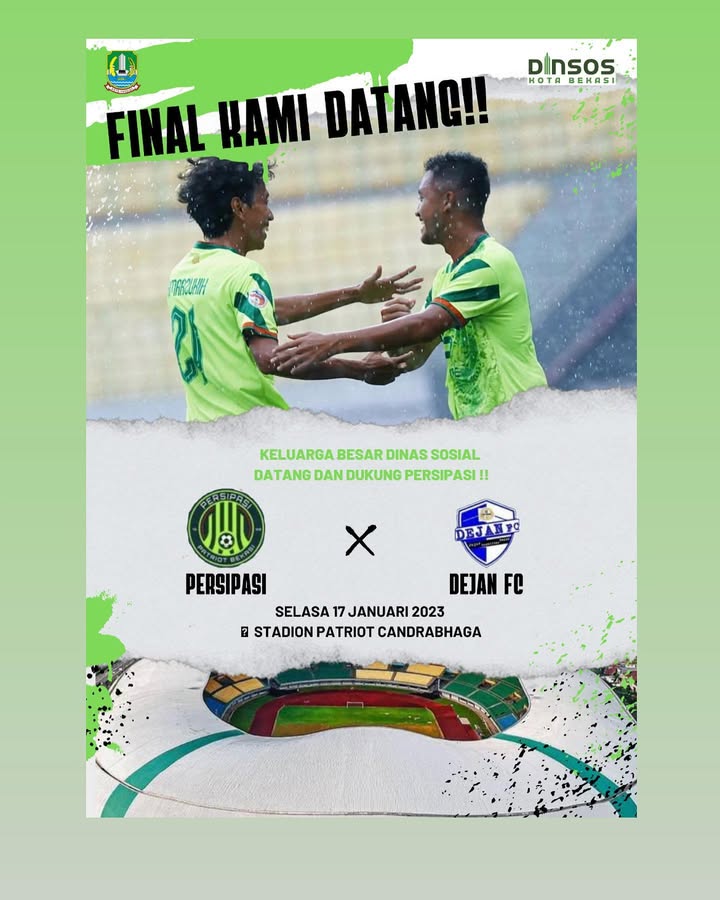 DINSOS
KOTA BEKASI
FINAL KAMI DATANG!!
21
KELUARGA BESAR DINAS SOSIAL
DATANG DAN DUKUNG PERSIPASI !!
PERSIPASI
PATRIOT BEKASI
DEJAN FC
PERSIPASI
DEJAN FC
SELASA 17 JANUARI 2023
STADION PATRIOT CANDRABHAGA